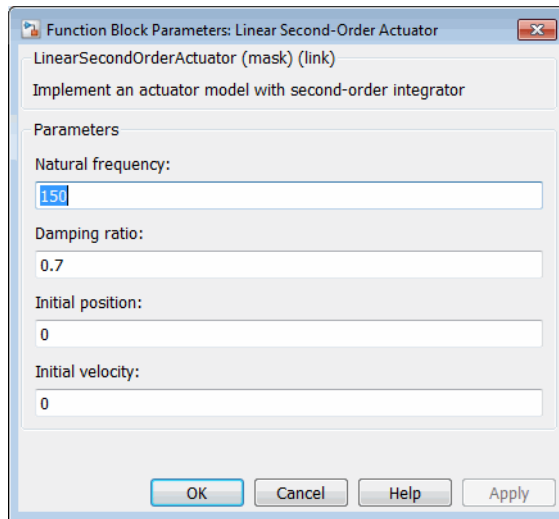 Function Block Parameters: Linear Second-Order Actuator
LinearSecondOrderActuator (mask) (link)
Implement an actuator model with second-order integrator
Parameters
Natural frequency:
150
Damping ratio:
0.7
Initial position:
0
Initial velocity:
0
OK Cancel Help Apply